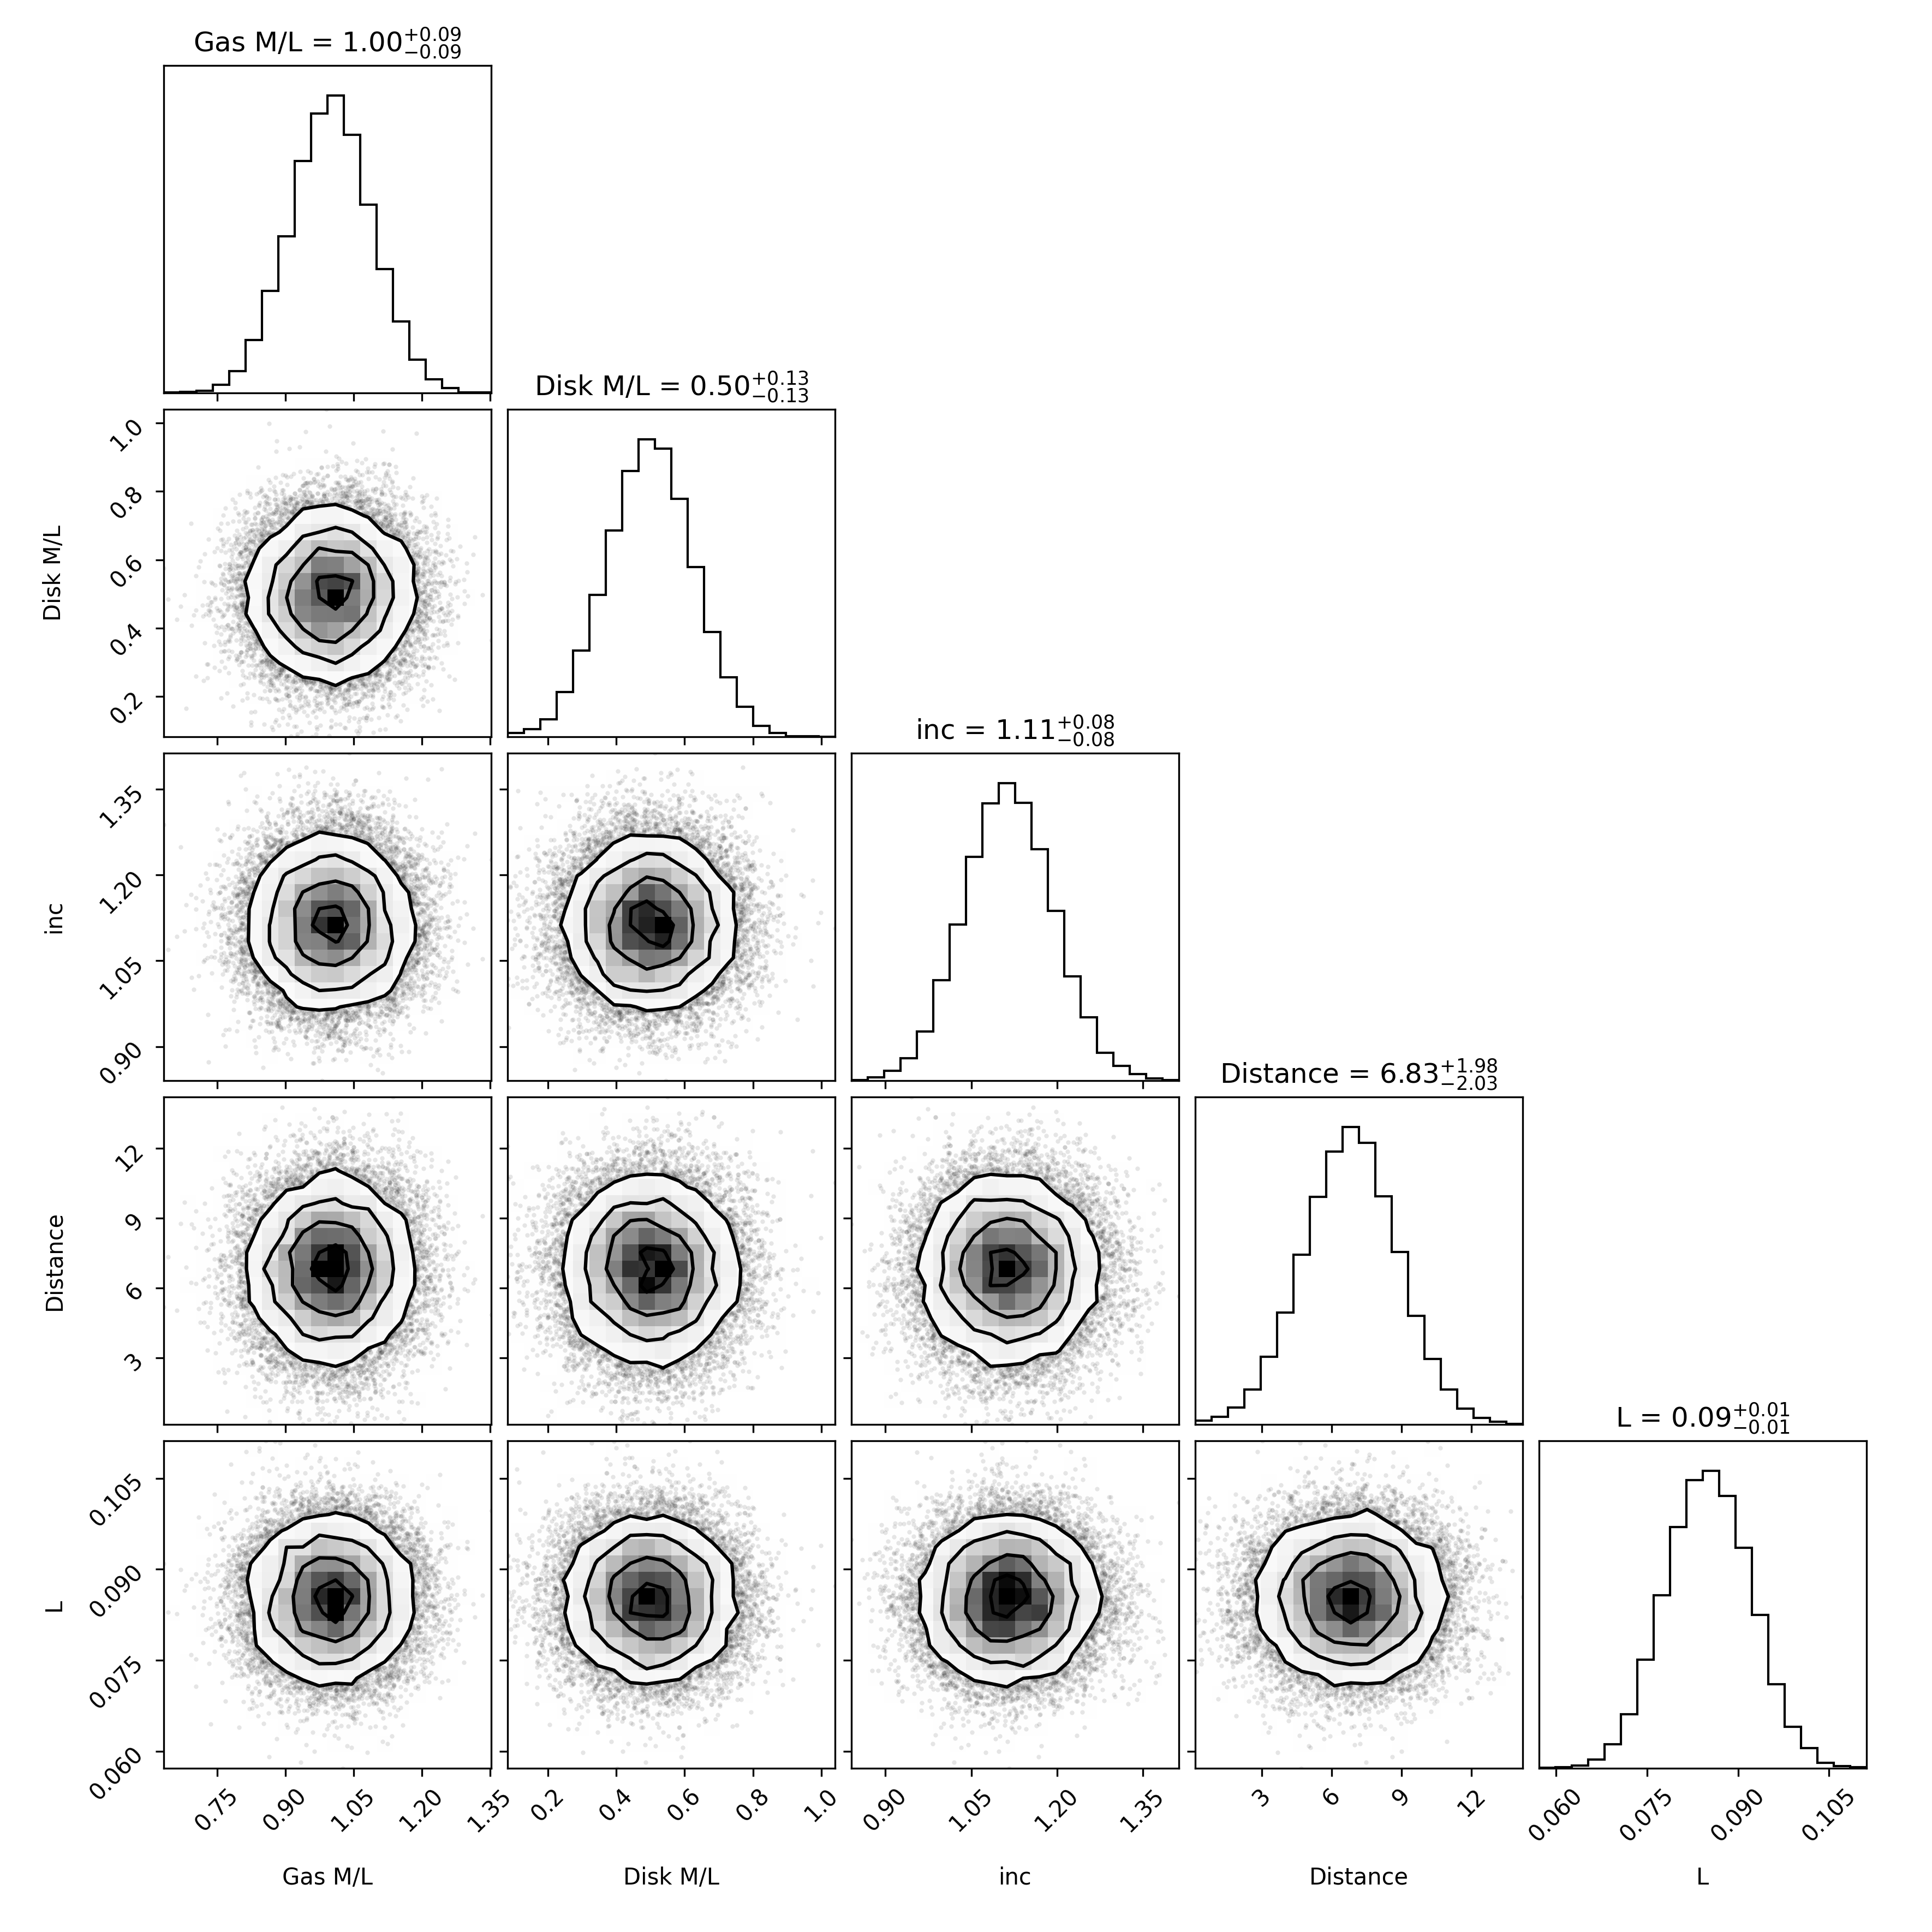 Gas M/L = 1.00+0.09−0.09
Disk M/L = 0.50+0.13−0.13
1.0
0.8
0.6
0.4
0.2
Disk M/L
inc = 1.11+0.08−0.08
1.35
1.20
1.05
0.90
inc
Distance = 6.83+1.98−2.03
12
9
6
3
Distance
L = 0.09+0.01−0.01
0.105
0.090
0.075
0.060
L
0.75 0.90 1.05 1.20 1.35
0.2 0.4 0.6 0.8 1.0
0.90 1.05 1.20 1.35
3 6 9 12
0.060 0.075 0.090 0.105
Gas M/L
Disk M/L
inc
Distance
L